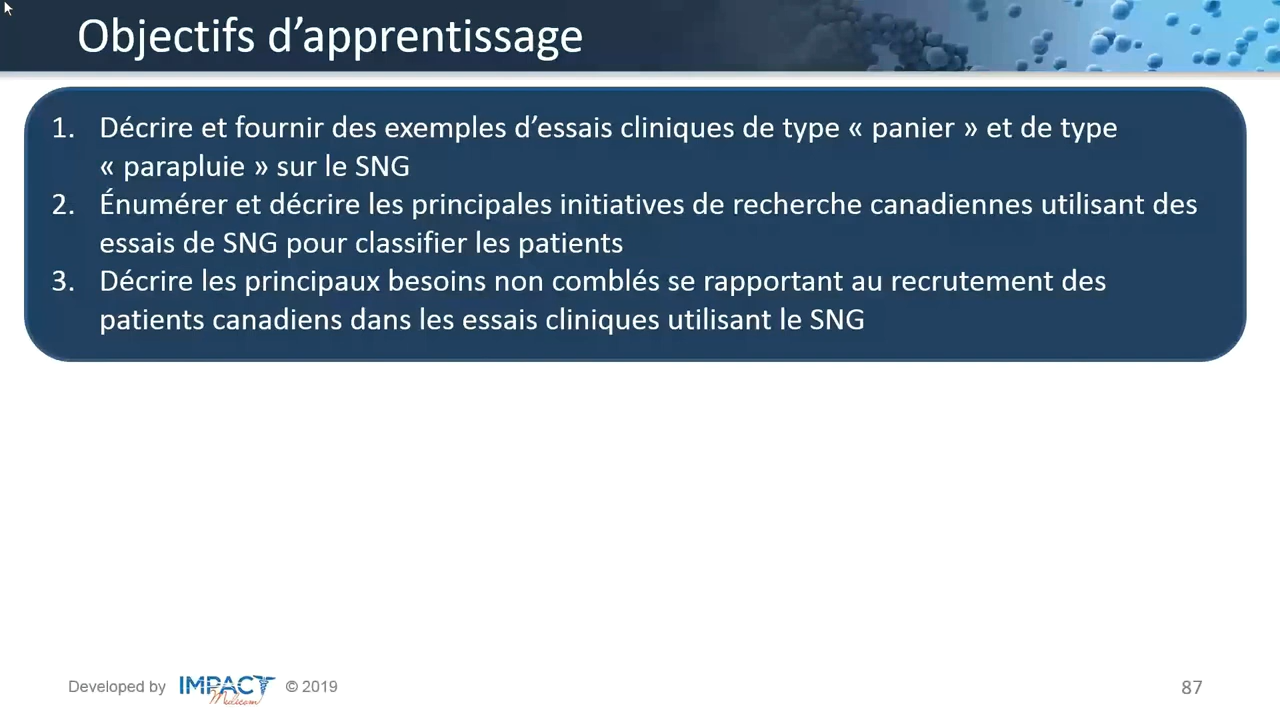 Objectifs d’apprentissage
1. Décrire et fournir des exemples d’essais cliniques de type « panier » et de type
« parapluie » sur le SNG
2. Énumérer et décrire les principales initiatives de recherche canadiennes utilisant des
essais de SNG pour classifier les patients
3. Décrire les principaux besoins non comblés se rapportant au recrutement des
patients canadiens dans les essais cliniques utilisant le SNG
Developed by IMPACT Medicom © 2019
87